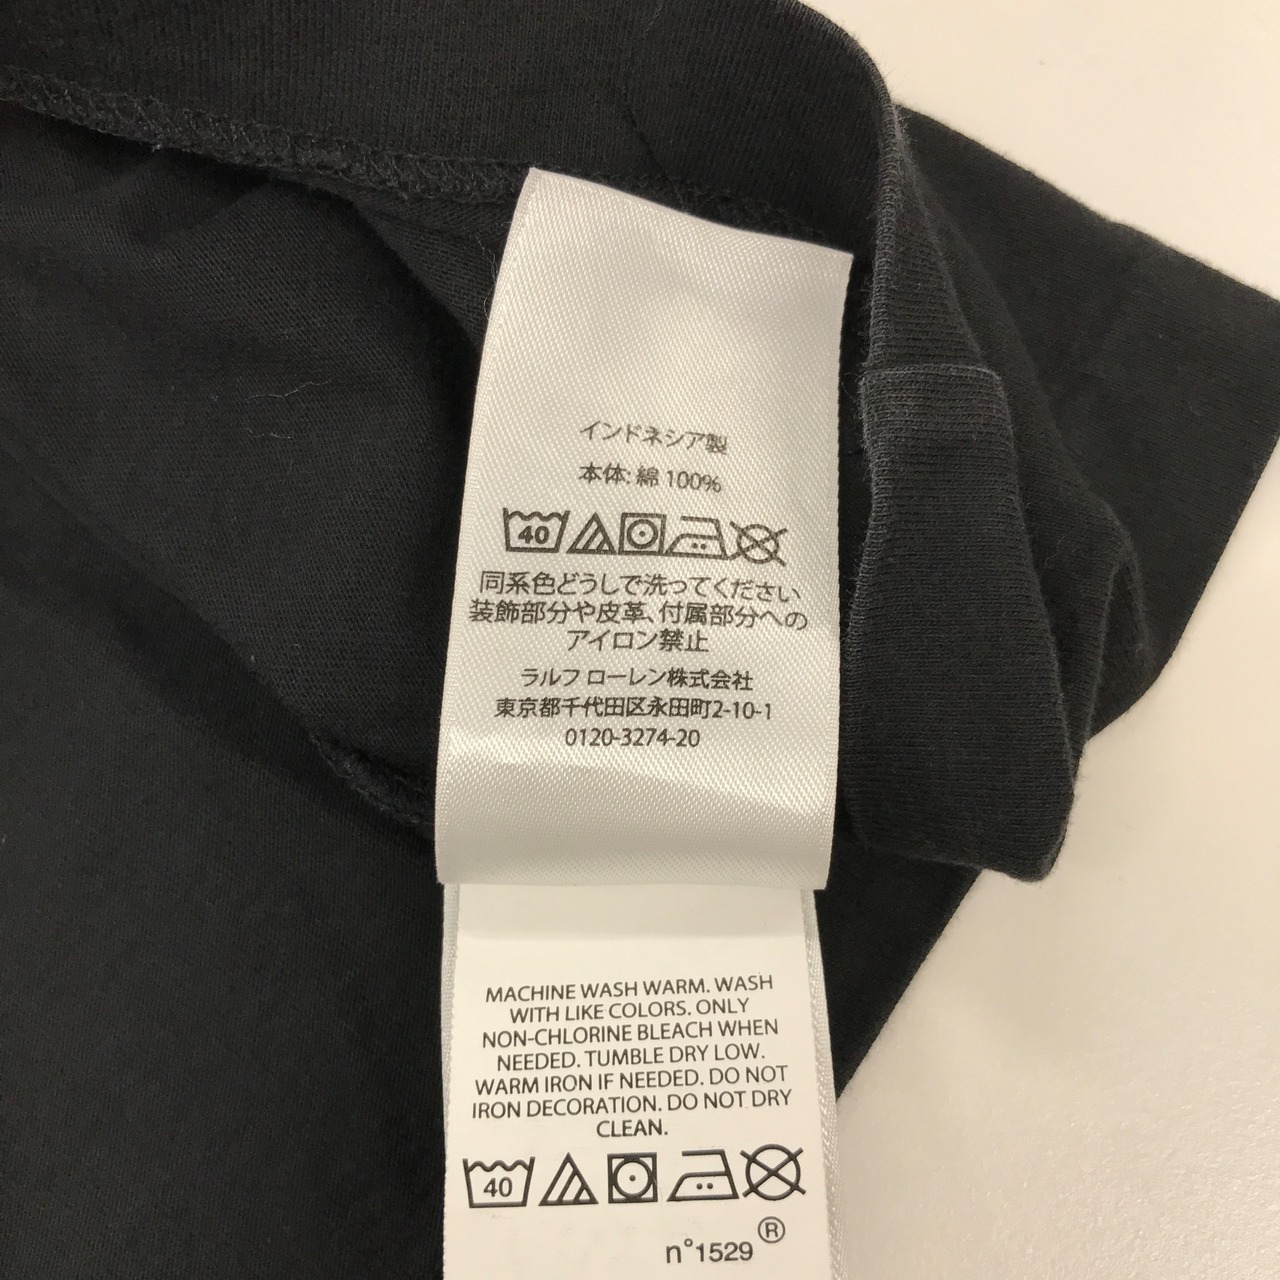 インドネシア製
本体: 綿 100%
40
同系色どうしで洗ってください
装飾部分や皮革、付属部分への
アイロン禁止
ラルフ ローレン株式会社
東京都千代田区永田町2-10-1
0120-3274-20
MACHINE WASH WARM. WASH
WITH LIKE COLORS. ONLY
NON-CHLORINE BLEACH WHEN
NEEDED. TUMBLE DRY LOW.
WARM IRON IF NEEDED. DO NOT
IRON DECORATION. DO NOT DRY
CLEAN.
40
n°1529 ®